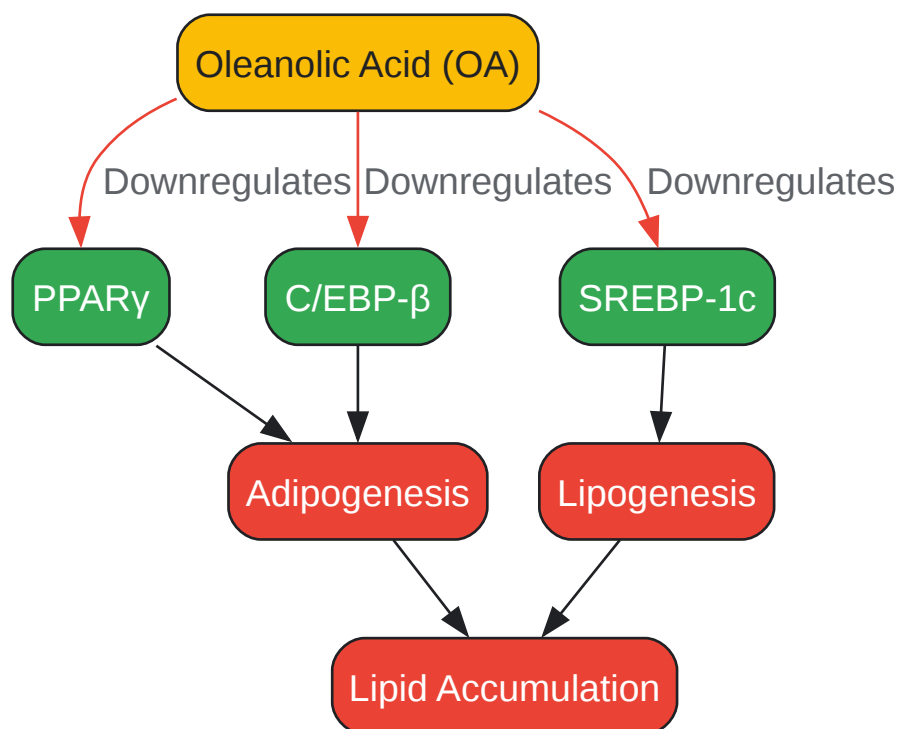 Oleanolic Acid (OA)
Downregulates Downregulates Downregulates
PPARγ C/EBP-β SREBP-1c
Adipogenesis Lipogenesis
Lipid Accumulation